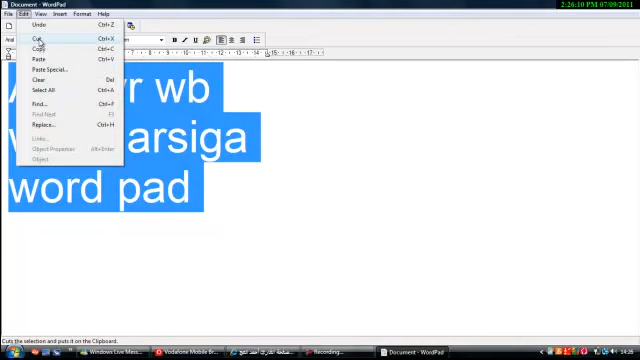 Document - WordPad
2:26:10 PM 07/09/2011
File Edit View Insert Format Help
Undo Ctrl+Z
Cut Ctrl+X
Copy Ctrl+C
Paste Ctrl+V
Paste Special...
Clear Del
Select All Ctrl+A
Find... Ctrl+F
Find Next F3
Replace... Ctrl+H
Links...
Object Properties Alt+Enter
Object
wb
arsiga
word pad
Cuts the selection and puts it on the Clipboard.
Windows Live Mess...
Vodafone Mobile Br...
Recording...
Document - WordPad
14:26